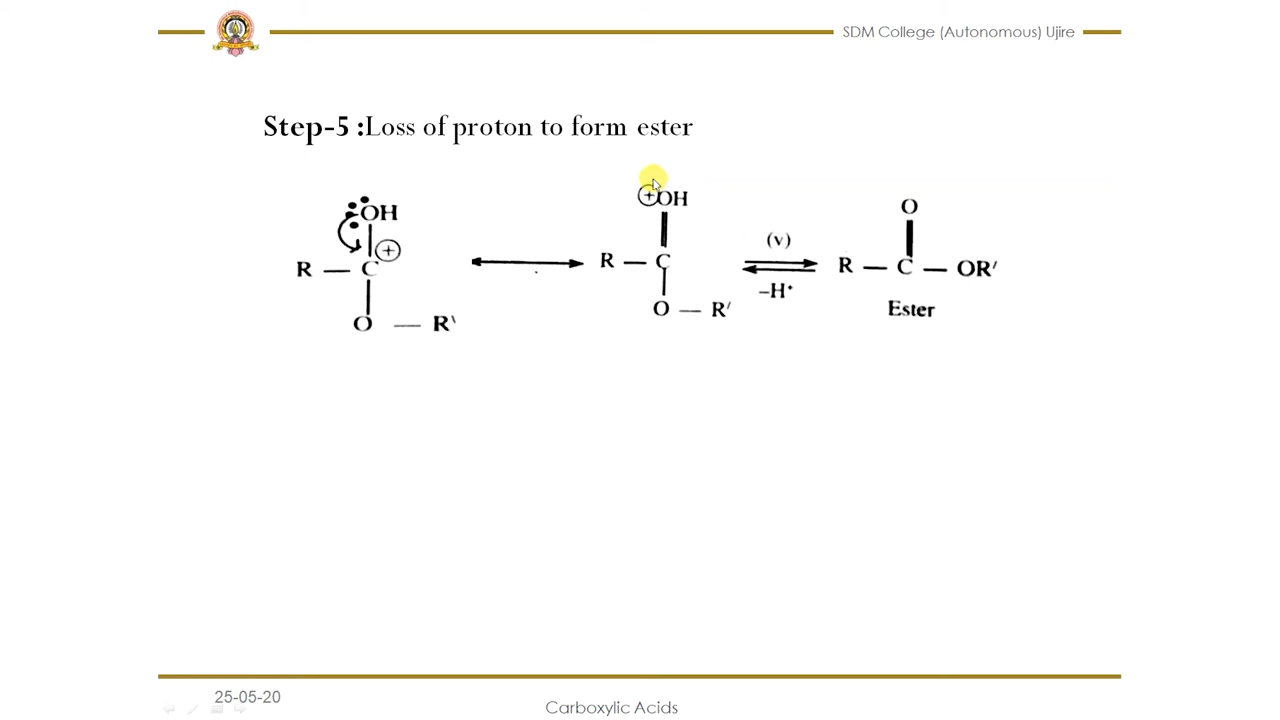 SDM College (Autonomous) Ujire
Step-5 :Loss of proton to form ester
OH
+
R — C
O — R'
+OH
R — C
O — R'
(v)
–H⁺
O
R — C — OR'
Ester
25-05-20
Carboxylic Acids